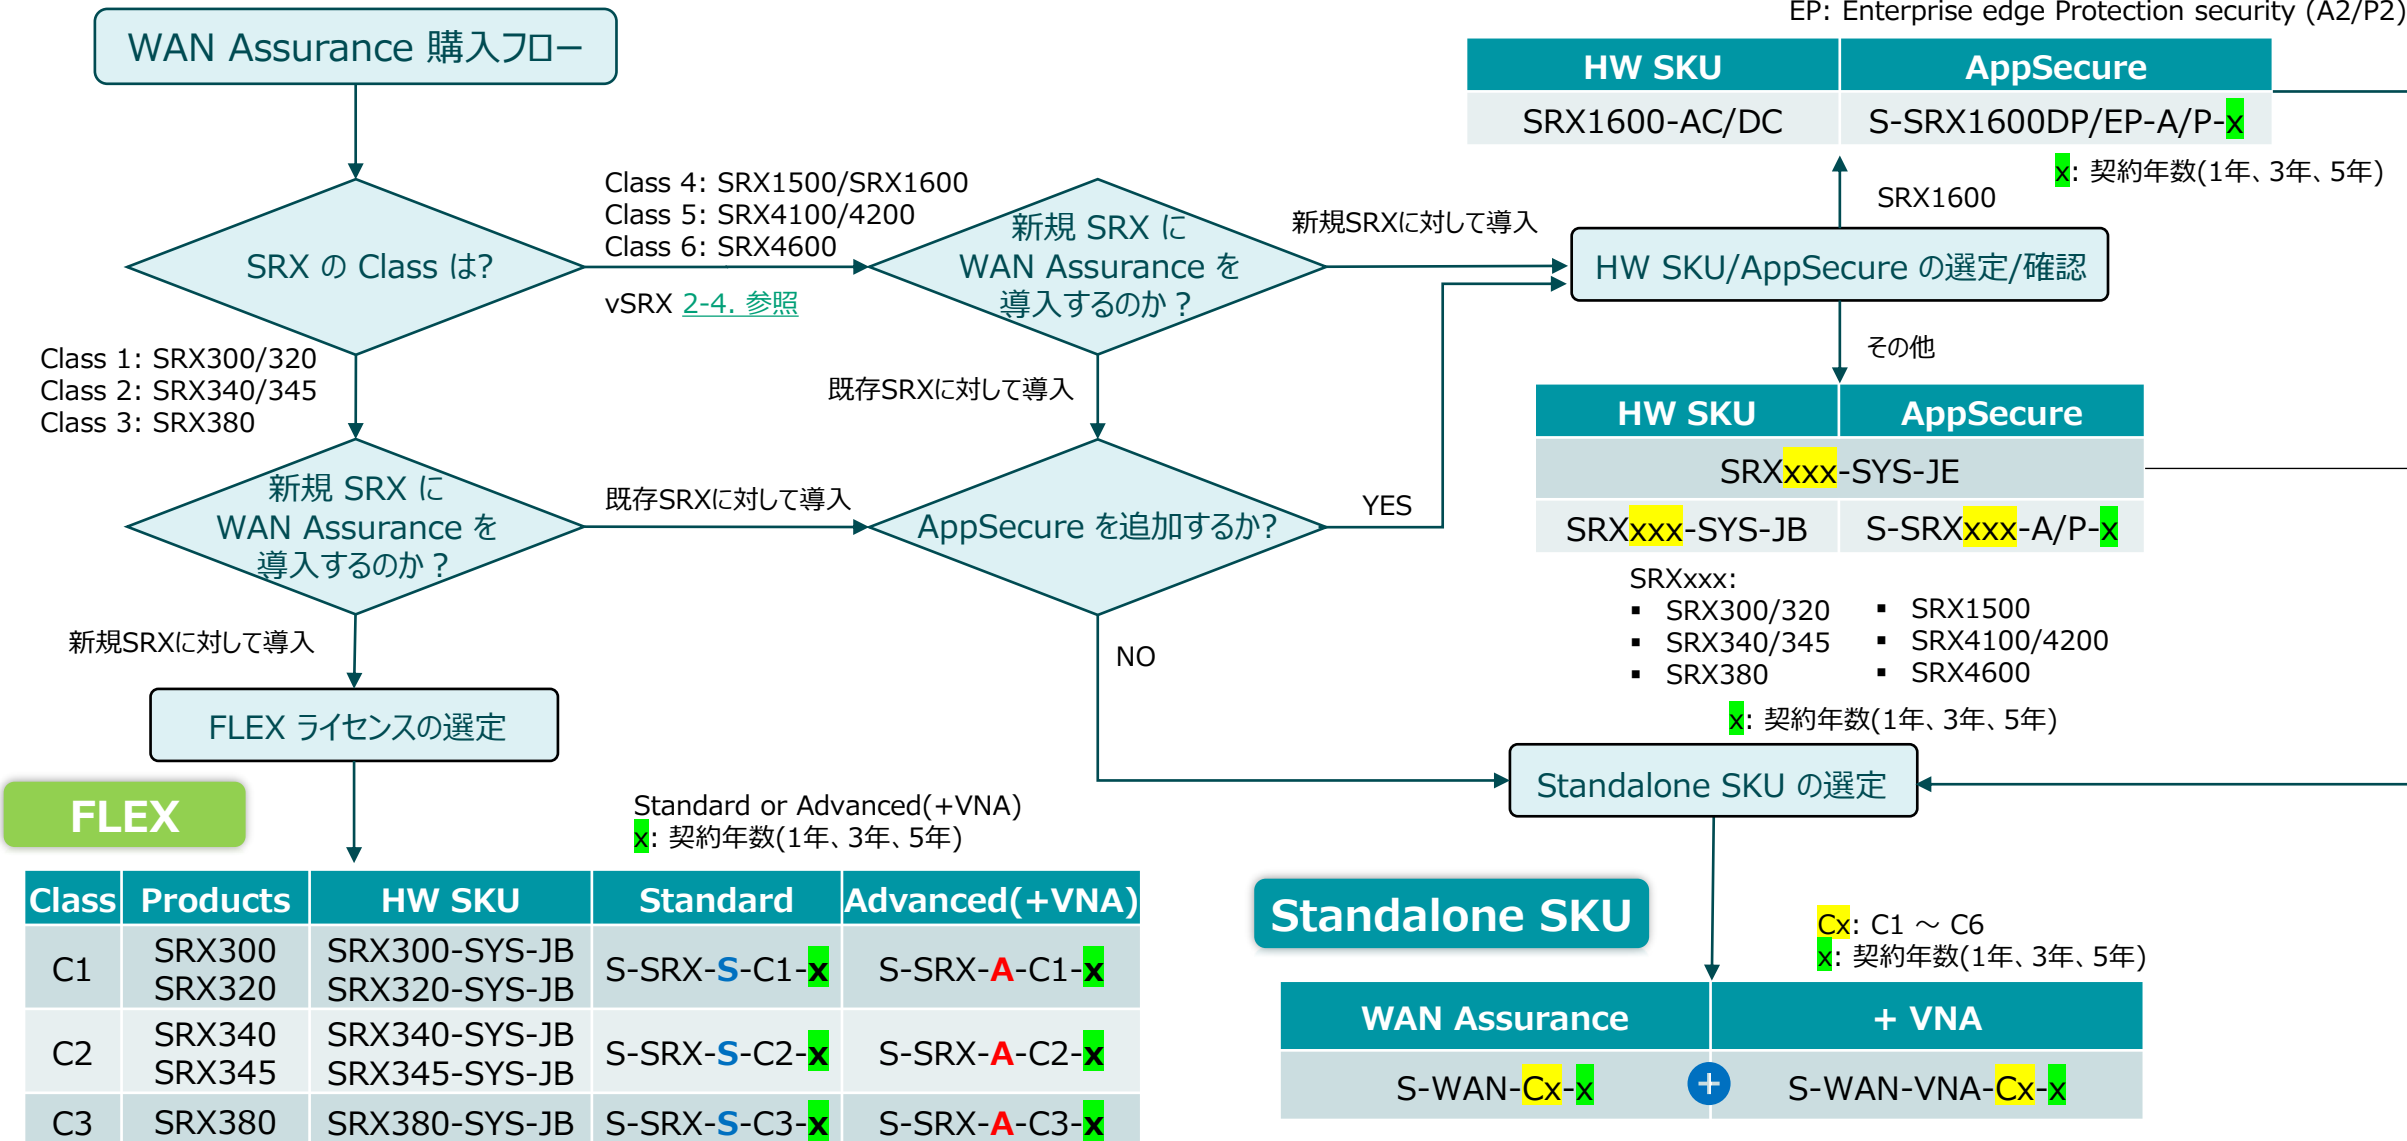 EP: Enterprise edge Protection security (A2/P2)
WAN Assurance 購入フロー
HW SKU
AppSecure
SRX1600-AC/DC
S-SRX1600DP/EP-A/P-x
x: 契約年数(1年、3年、5年)
SRX1600
Class 4: SRX1500/SRX1600
Class 5: SRX4100/4200
Class 6: SRX4600
vSRX 2-4. 参照
SRX の Class は?
新規 SRX に
WAN Assurance を
導入するのか？
新規SRXに対して導入
HW SKU/AppSecure の選定/確認
その他
Class 1: SRX300/320
Class 2: SRX340/345
Class 3: SRX380
既存SRXに対して導入
HW SKU
AppSecure
SRXxxx-SYS-JE
SRXxxx-SYS-JB
S-SRXxxx-A/P-x
新規 SRX に
WAN Assurance を
導入するのか？
既存SRXに対して導入
AppSecure を追加するか?
YES
NO
SRXxxx:
▪ SRX300/320
▪ SRX340/345
▪ SRX380
▪ SRX1500
▪ SRX4100/4200
▪ SRX4600
x: 契約年数(1年、3年、5年)
新規SRXに対して導入
FLEX ライセンスの選定
Standalone SKU の選定
FLEX
Standard or Advanced(+VNA)
x: 契約年数(1年、3年、5年)
Class
Products
HW SKU
Standard
Advanced(+VNA)
C1
SRX300
SRX320
SRX300-SYS-JB
SRX320-SYS-JB
S-SRX-S-C1-x
S-SRX-A-C1-x
C2
SRX340
SRX345
SRX340-SYS-JB
SRX345-SYS-JB
S-SRX-S-C2-x
S-SRX-A-C2-x
C3
SRX380
SRX380-SYS-JB
S-SRX-S-C3-x
S-SRX-A-C3-x
Standalone SKU
Cx: C1 ～ C6
x: 契約年数(1年、3年、5年)
WAN Assurance
+ VNA
S-WAN-Cx-x
+
S-WAN-VNA-Cx-x